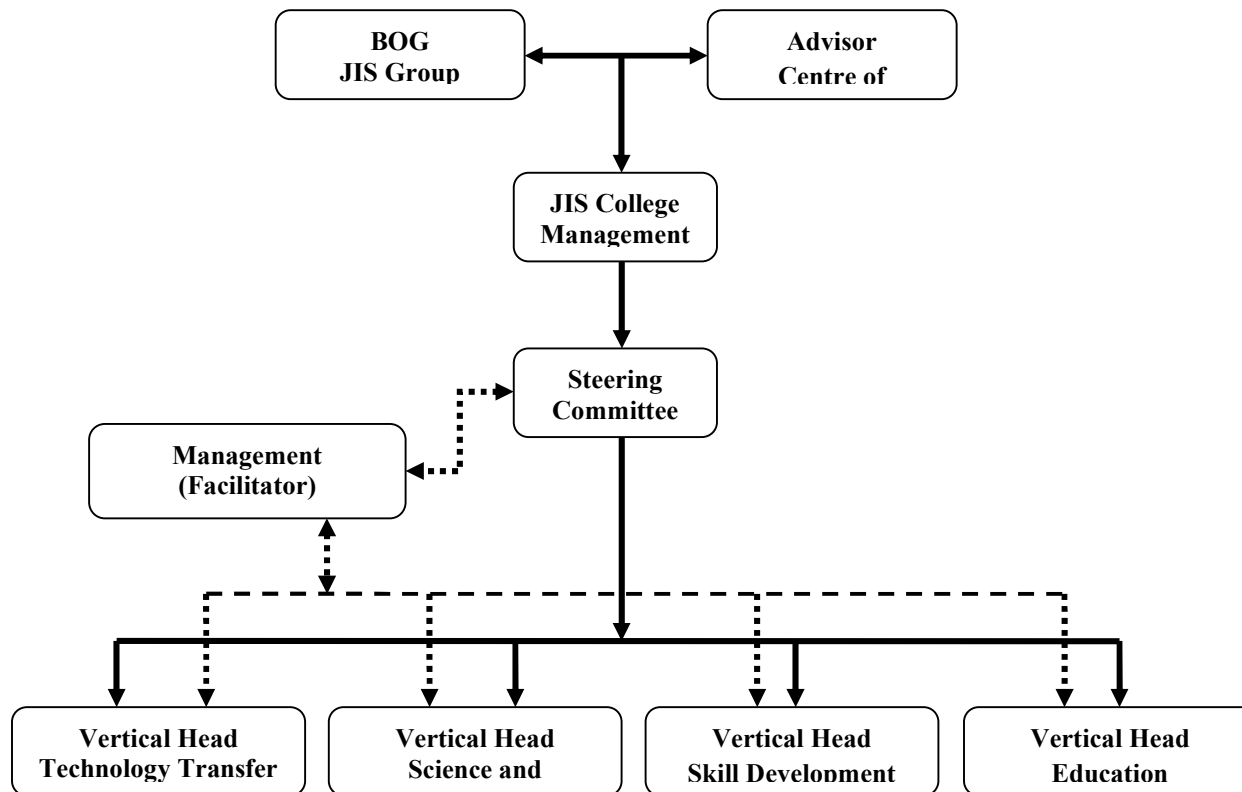 BOG
JIS Group
Advisor
Centre of
JIS College
Management
Steering
Committee
Management
(Facilitator)
Vertical Head
Technology Transfer
Vertical Head
Science and
Vertical Head
Skill Development
Vertical Head
Education